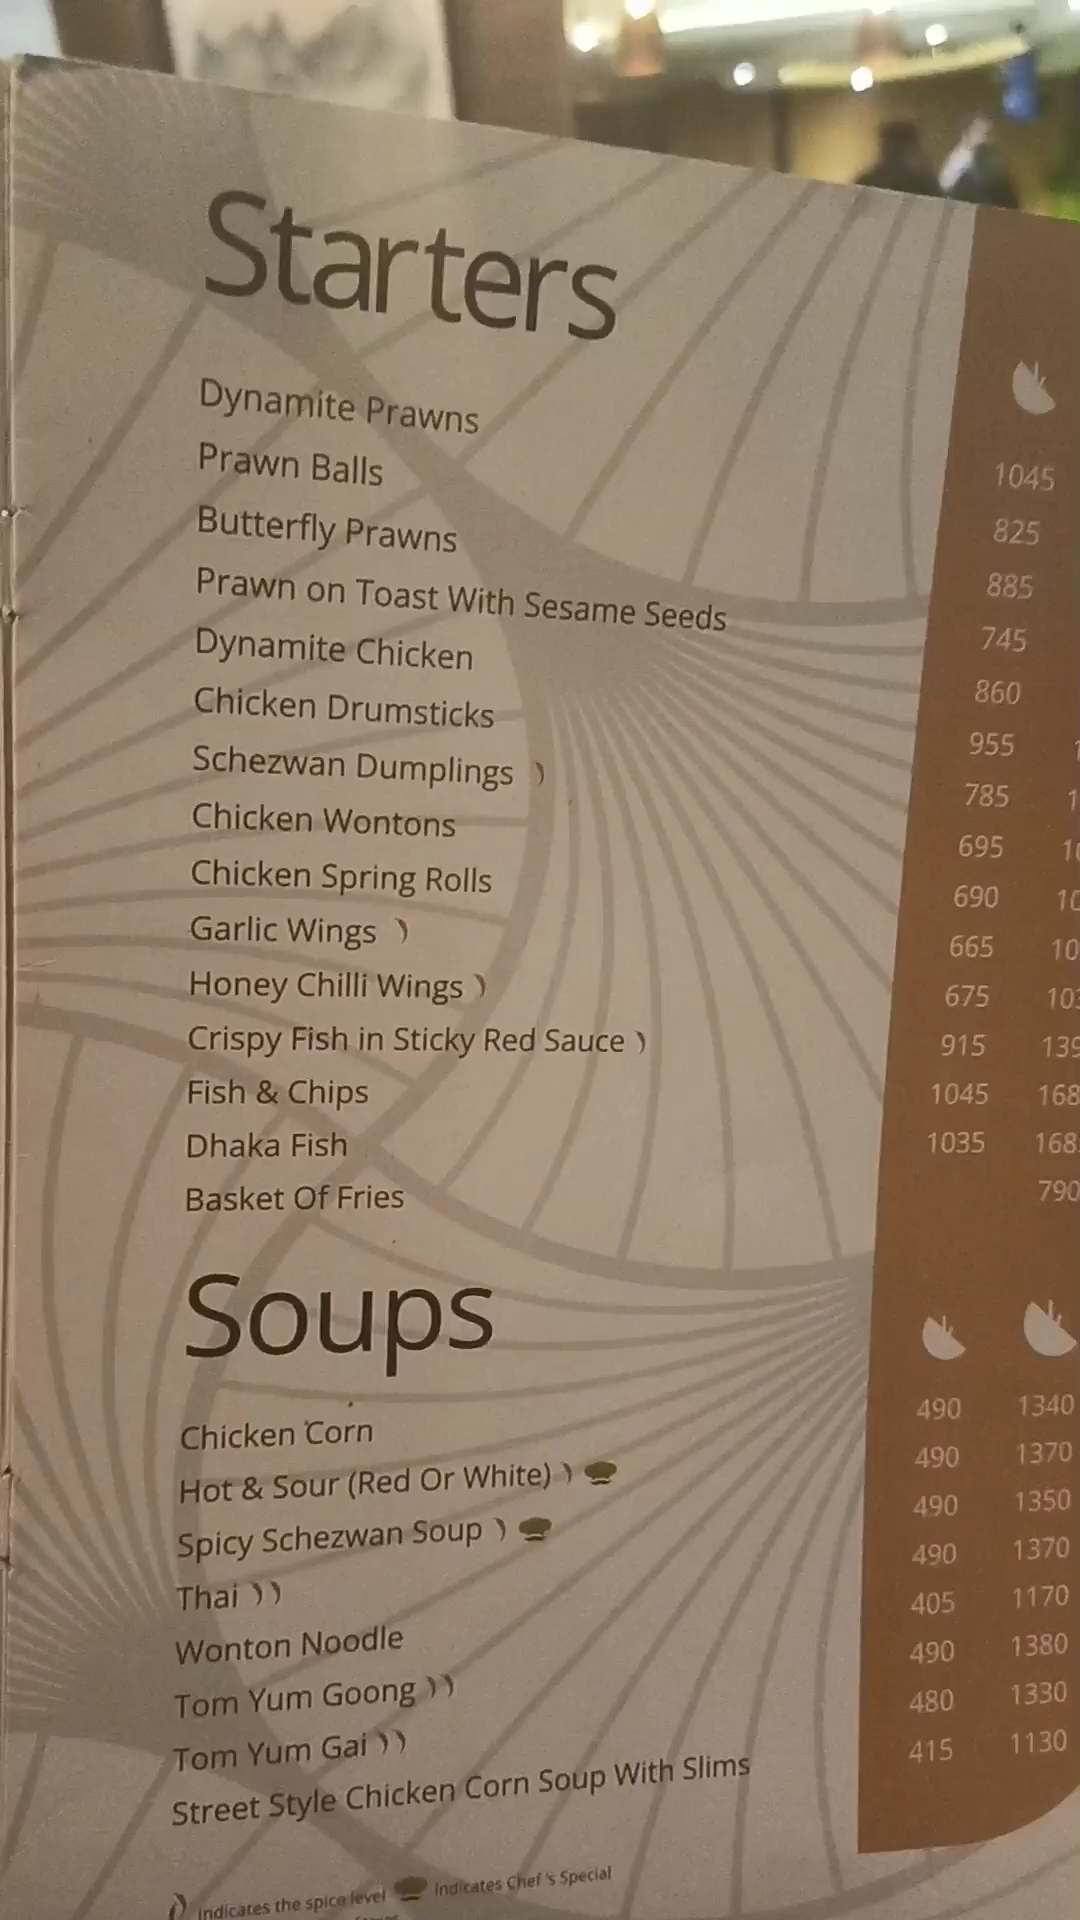 Starters
Dynamite Prawns 1045
Prawn Balls 825
Butterfly Prawns 885
Prawn on Toast With Sesame Seeds 745
Dynamite Chicken 860
Chicken Drumsticks 955
Schezwan Dumplings 785
Chicken Wontons 695
Chicken Spring Rolls 690
Garlic Wings 665
Honey Chilli Wings 675
Crispy Fish in Sticky Red Sauce 915
Fish & Chips 1045
Dhaka Fish 1035
Basket Of Fries 790
Soups
Chicken Corn 490 1340
Hot & Sour (Red Or White) 490 1370
Spicy Schezwan Soup 490 1350
Thai 490 1370
Wonton Noodle 405 1170
Tom Yum Goong 490 1380
Tom Yum Gai 480 1330
Street Style Chicken Corn Soup With Slims 415 1130
indicates the spice level Indicates Chef's Special